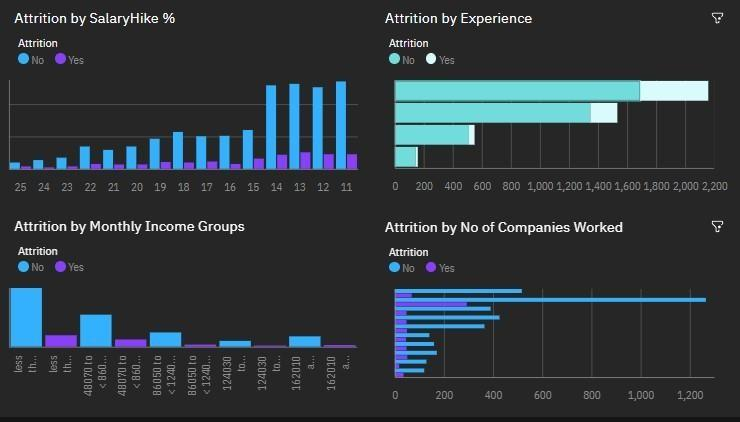 Attrition by SalaryHike %
Attrition
No Yes
25 24 23 22 21 20 19 18 17 16 15 14 13 12 11
Attrition by Experience
Attrition
No Yes
0 200 400 600 800 1,000 1,200 1,400 1,600 1,800 2,000 2,200
Attrition by Monthly Income Groups
Attrition
No Yes
less
th...
less
th...
48070 to
< 860...
48070 to
< 860...
86050 to
< 1240...
86050 to
< 1240...
124030
to...
124030
to...
162010
a...
162010
a...
Attrition by No of Companies Worked
Attrition
No Yes
0 200 400 600 800 1,000 1,200